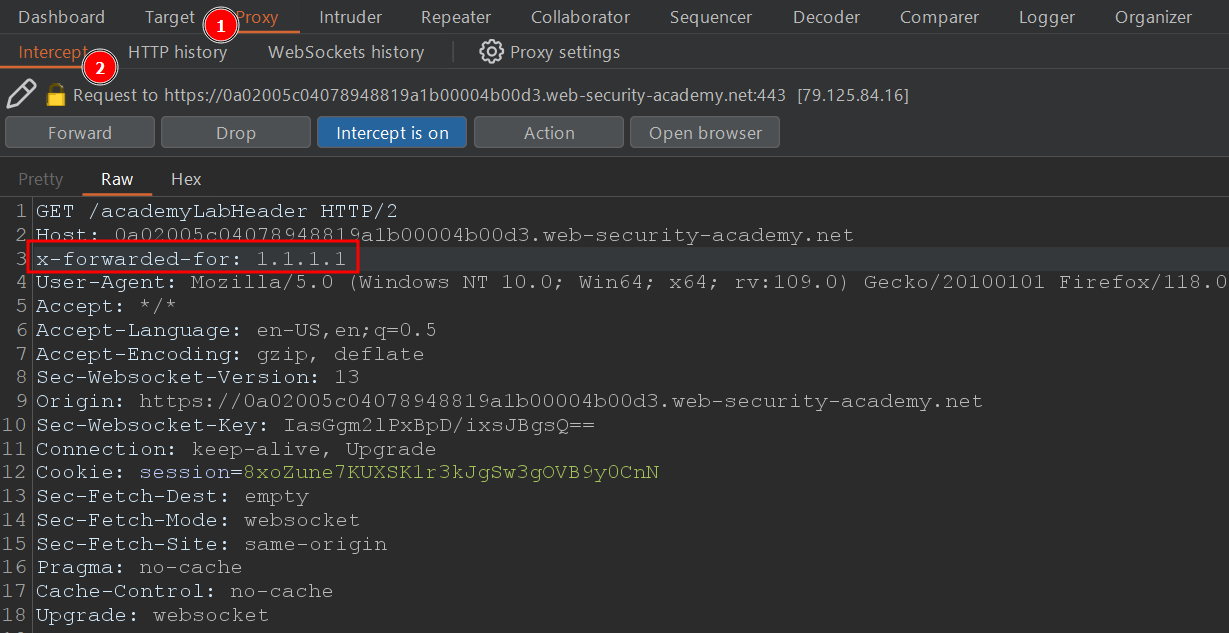 Dashboard Target Proxy Intruder Repeater Collaborator Sequencer Decoder Comparer Logger Organizer
1
Intercept HTTP history WebSockets history Proxy settings
2
Request to https://0a02005c04078948819a1b00004b00d3.web-security-academy.net:443 [79.125.84.16]
Forward Drop Intercept is on Action Open browser
Pretty Raw Hex
1 GET /academyLabHeader HTTP/2
2 Host: 0a02005c04078948819a1b00004b00d3.web-security-academy.net
3 x-forwarded-for: 1.1.1.1
4 User-Agent: Mozilla/5.0 (Windows NT 10.0; Win64; x64; rv:109.0) Gecko/20100101 Firefox/118.0
5 Accept: */*
6 Accept-Language: en-US,en;q=0.5
7 Accept-Encoding: gzip, deflate
8 Sec-Websocket-Version: 13
9 Origin: https://0a02005c04078948819a1b00004b00d3.web-security-academy.net
10 Sec-Websocket-Key: IasGgm2lPxBpD/ixsJBgsQ==
11 Connection: keep-alive, Upgrade
12 Cookie: session=8xoZune7KUXSK1r3kJgSw3gOVB9y0CnN
13 Sec-Fetch-Dest: empty
14 Sec-Fetch-Mode: websocket
15 Sec-Fetch-Site: same-origin
16 Pragma: no-cache
17 Cache-Control: no-cache
18 Upgrade: websocket